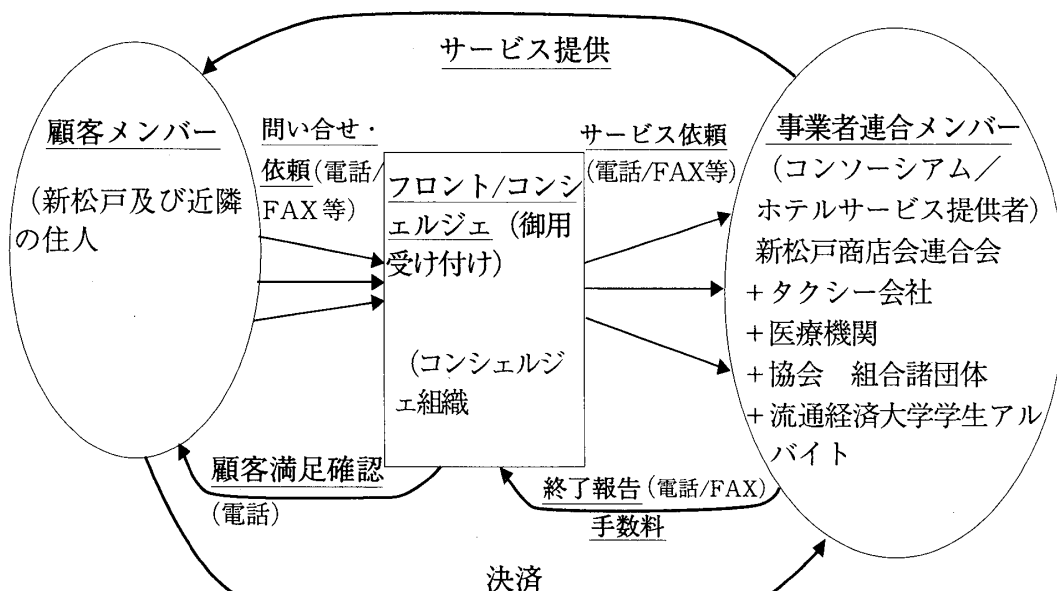 サービス提供
顧客メンバー
(新松戸及び近隣
の住人
問い合せ・
依頼(電話/
FAX等)
フロント/コンシ
ェルジェ(御用
受け付け)
(コンシェルジ
ェ組織
サービス依頼
(電話/FAX等)
事業者連合メンバー
(コンソーシアム/
ホテルサービス提供者)
新松戸商店会連合会
+タクシー会社
+医療機関
+協会 組合諸団体
+流通経済大学学生アル
バイト
顧客満足確認
(電話)
終了報告(電話/FAX)
手数料
決済